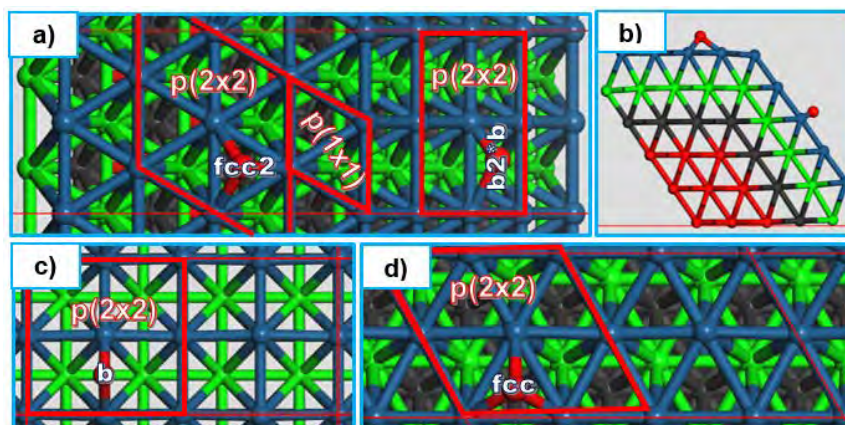 a)
p(2x2)
fcc2
p(1x1)
p(2x2)
b2*b
b)
c)
p(2x2)
b
d)
p(2x2)
fcc